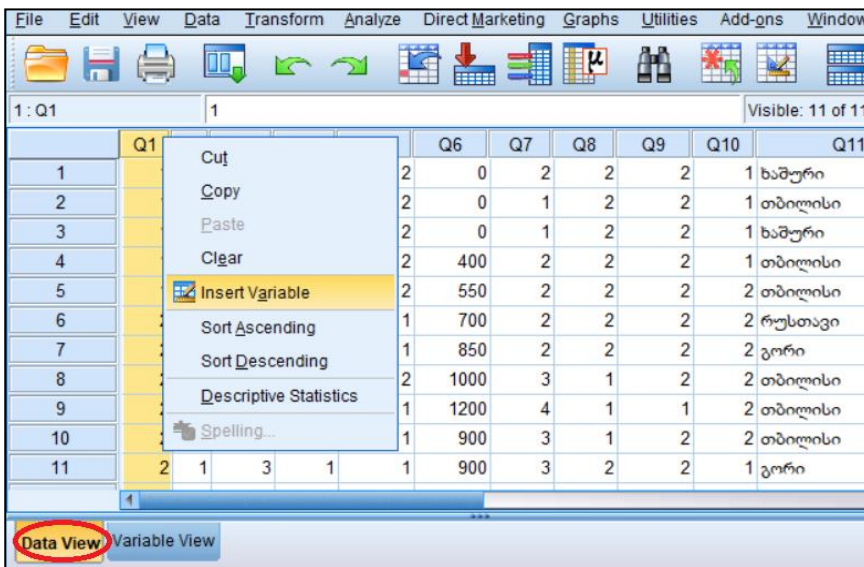 File Edit View Data Transform Analyze Direct Marketing Graphs Utilities Add-ons Window
1 : Q1 1 Visible: 11 of 11
Q1 Q6 Q7 Q8 Q9 Q10 Q11
1 2 0 2 2 2 1 ხაშური
2 2 0 1 2 2 1 თბილისი
3 2 0 1 2 2 1 ხაშური
4 2 400 2 2 2 1 თბილისი
5 2 550 2 2 2 2 თბილისი
6 1 700 2 2 2 2 რუსთავი
7 1 850 2 2 2 2 გორი
8 2 1000 3 1 2 2 თბილისი
9 1 1200 4 1 1 2 თბილისი
10 1 900 3 1 2 2 თბილისი
11 2 1 3 1 1 900 3 2 2 1 გორი
Cut
Copy
Paste
Clear
Insert Variable
Sort Ascending
Sort Descending
Descriptive Statistics
Spelling...
Data View Variable View